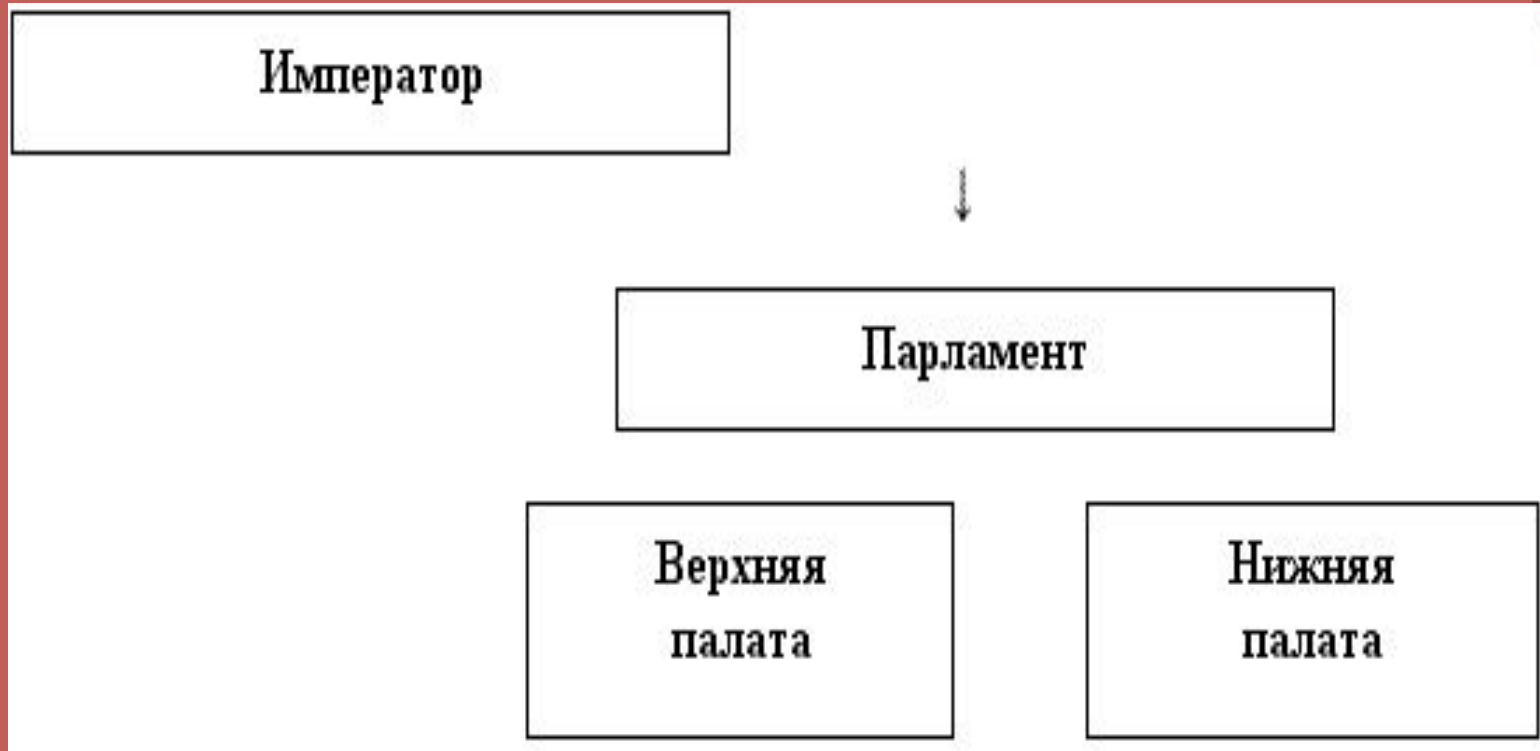 Император
↓
Парламент
Верхняя
палата
Нижняя
палата